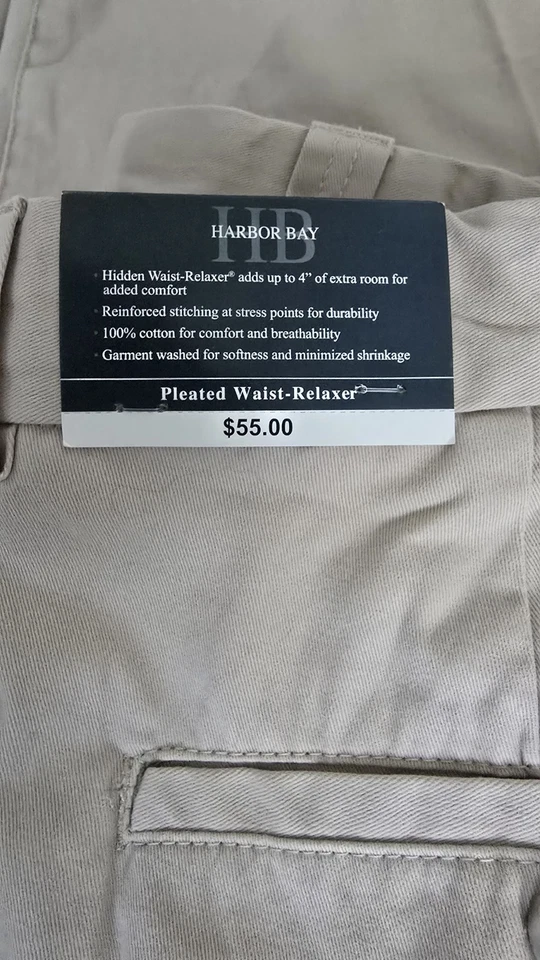 HB
HARBOR BAY
• Hidden Waist-Relaxer® adds up to 4” of extra room for
added comfort
• Reinforced stitching at stress points for durability
• 100% cotton for comfort and breathability
• Garment washed for softness and minimized shrinkage
Pleated Waist-Relaxer
$55.00